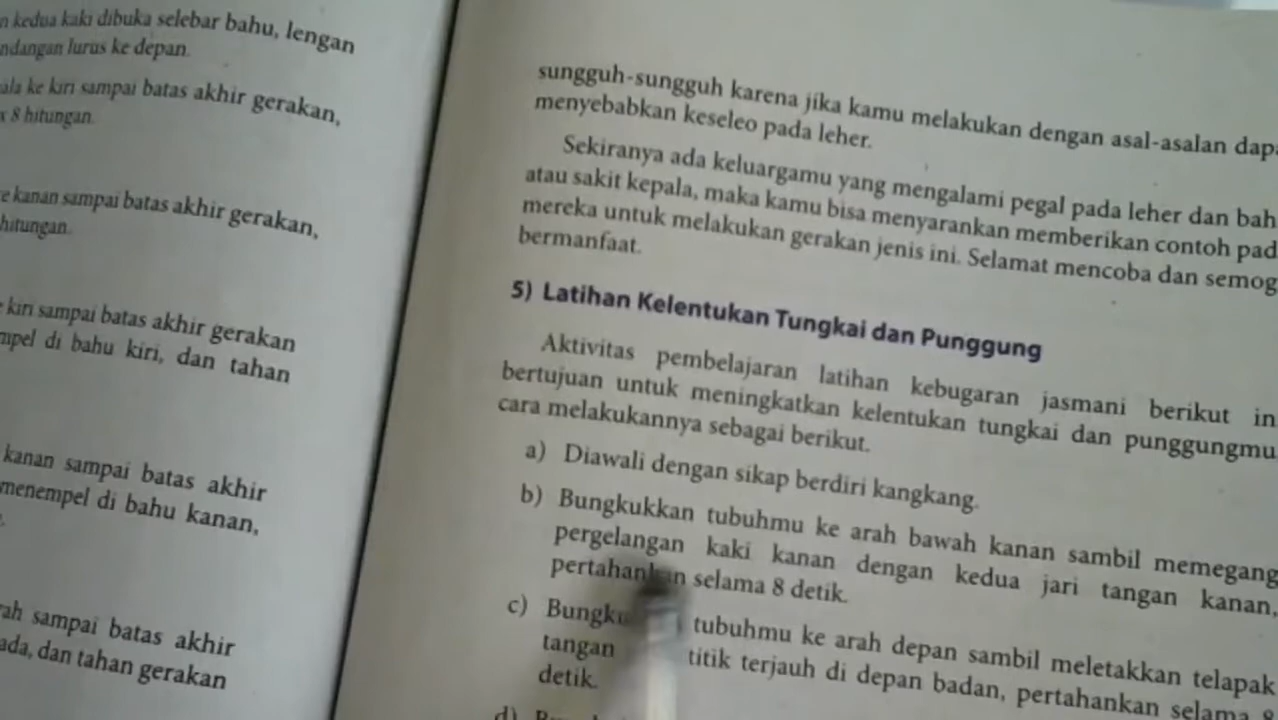 kedua kaki dibuka selebar bahu, lengan
ndangan lurus ke depan.
ala ke kiri sampai batas akhir gerakan,
x 8 hitungan.
e kanan sampai batas akhir gerakan,
hitungan.
kiri sampai batas akhir gerakan
mpel di bahu kiri, dan tahan
kanan sampai batas akhir
menempel di bahu kanan,
ah sampai batas akhir
ada, dan tahan gerakan
sungguh-sungguh karena jika kamu melakukan dengan asal-asalan dap
menyebabkan keseleo pada leher.
Sekiranya ada keluargamu yang mengalami pegal pada leher dan bah
atau sakit kepala, maka kamu bisa menyarankan memberikan contoh pad
mereka untuk melakukan gerakan jenis ini. Selamat mencoba dan semog
bermanfaat.
5) Latihan Kelentukan Tungkai dan Punggung
Aktivitas pembelajaran latihan kebugaran jasmani berikut in
bertujuan untuk meningkatkan kelentukan tungkai dan punggungmu
cara melakukannya sebagai berikut.
a) Diawali dengan sikap berdiri kangkang.
b) Bungkukkan tubuhmu ke arah bawah kanan sambil memegang
pergelangan kaki kanan dengan kedua jari tangan kanan,
pertahankan selama 8 detik.
c) Bungku tubuhmu ke arah depan sambil meletakkan telapak
tangan titik terjauh di depan badan, pertahankan selama 8
detik.
d)